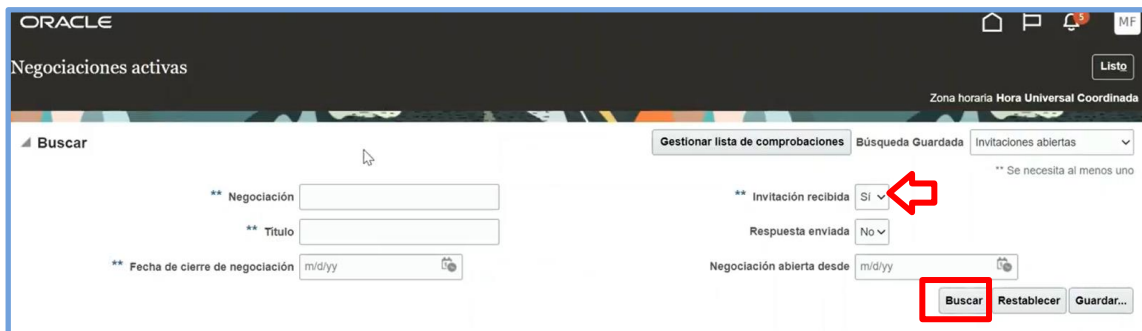 ORACLE
5
MF
Negociaciones activas
Listo
Zona horaria Hora Universal Coordinada
Buscar
Gestionar lista de comprobaciones Búsqueda Guardada Invitaciones abiertas
** Se necesita al menos uno
** Negociación
** Invitación recibida Sí
** Título
Respuesta enviada No
** Fecha de cierre de negociación m/d/yy
Negociación abierta desde m/d/yy
Buscar Restablecer Guardar...